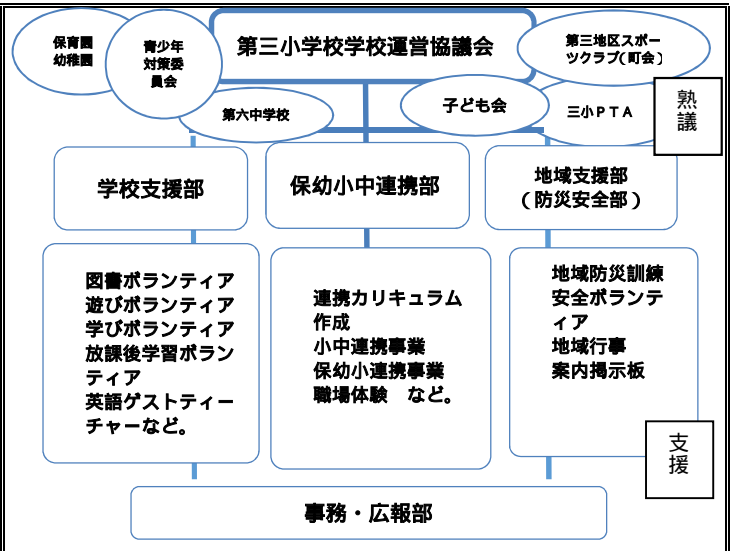 保育園
幼稚園
青少年
対策委
員会
第三小学校学校運営協議会
第三地区スポー
ツクラブ(町会)
第六中学校
子ども会
三小ＰＴＡ
熟
議
学校支援部
保幼小中連携部
地域支援部
（防災安全部）
図書ボランティア
遊びボランティア
学びボランティア
放課後学習ボラン
ティア
英語ゲストティー
チャーなど。
連携カリキュラム
作成
小中連携事業
保幼小連携事業
職場体験　など。
地域防災訓練
安全ボランテ
ィア
地域行事
案内掲示板
支
援
事務・広報部